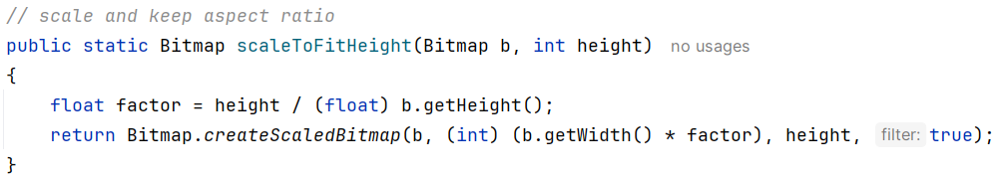 // scale and keep aspect ratio
public static Bitmap scaleToFitHeight(Bitmap b, int height) no usages
{
    float factor = height / (float) b.getHeight();
    return Bitmap.createScaledBitmap(b, (int) (b.getWidth() * factor), height, filter: true);
}